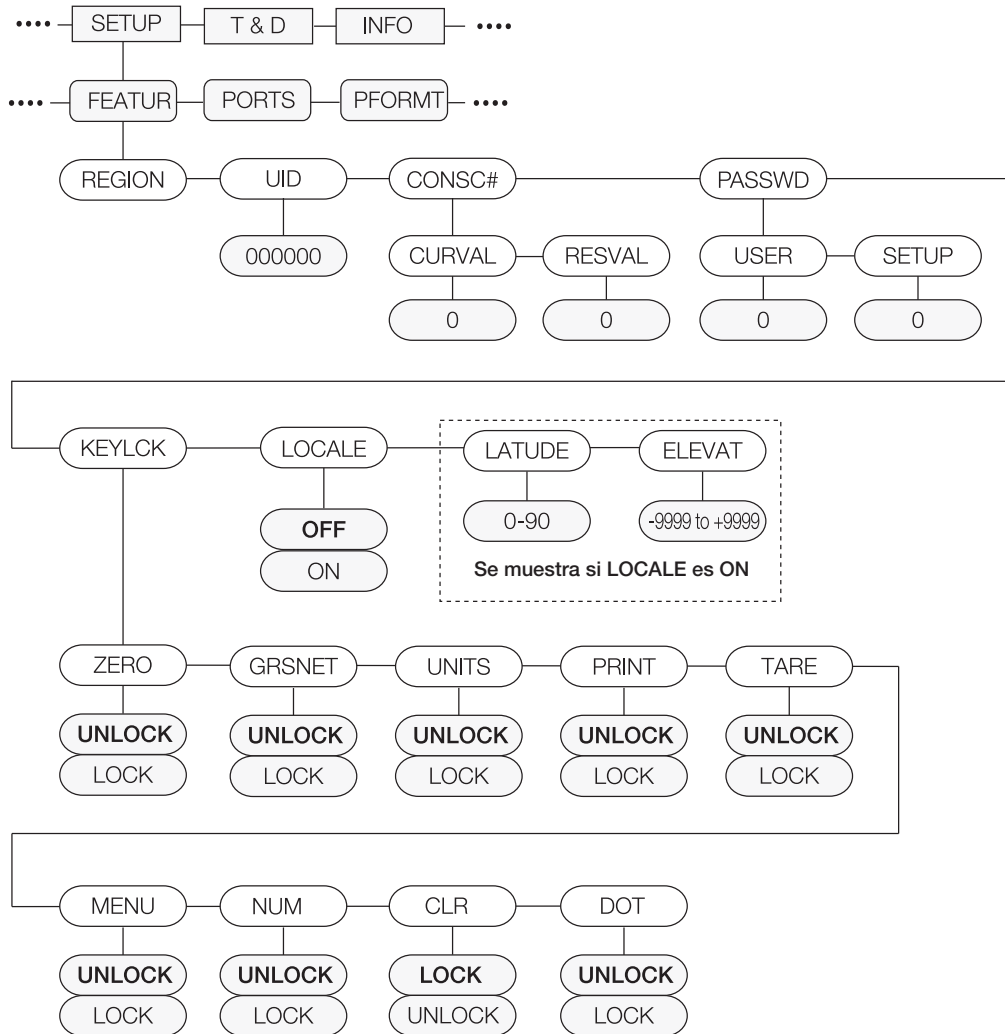 •••• SETUP T & D INFO ••••
•••• FEATUR PORTS PFORMT ••••
REGION UID CONSC# PASSWD
000000 CURVAL RESVAL USER SETUP
0 0 0 0
KEYLCK LOCALE LATUDE ELEVAT
OFF 0-90 -9999 to +9999
ON Se muestra si LOCALE es ON
ZERO GRSNET UNITS PRINT TARE
UNLOCK UNLOCK UNLOCK UNLOCK UNLOCK
LOCK LOCK LOCK LOCK LOCK
MENU NUM CLR DOT
UNLOCK UNLOCK LOCK UNLOCK
LOCK LOCK UNLOCK LOCK